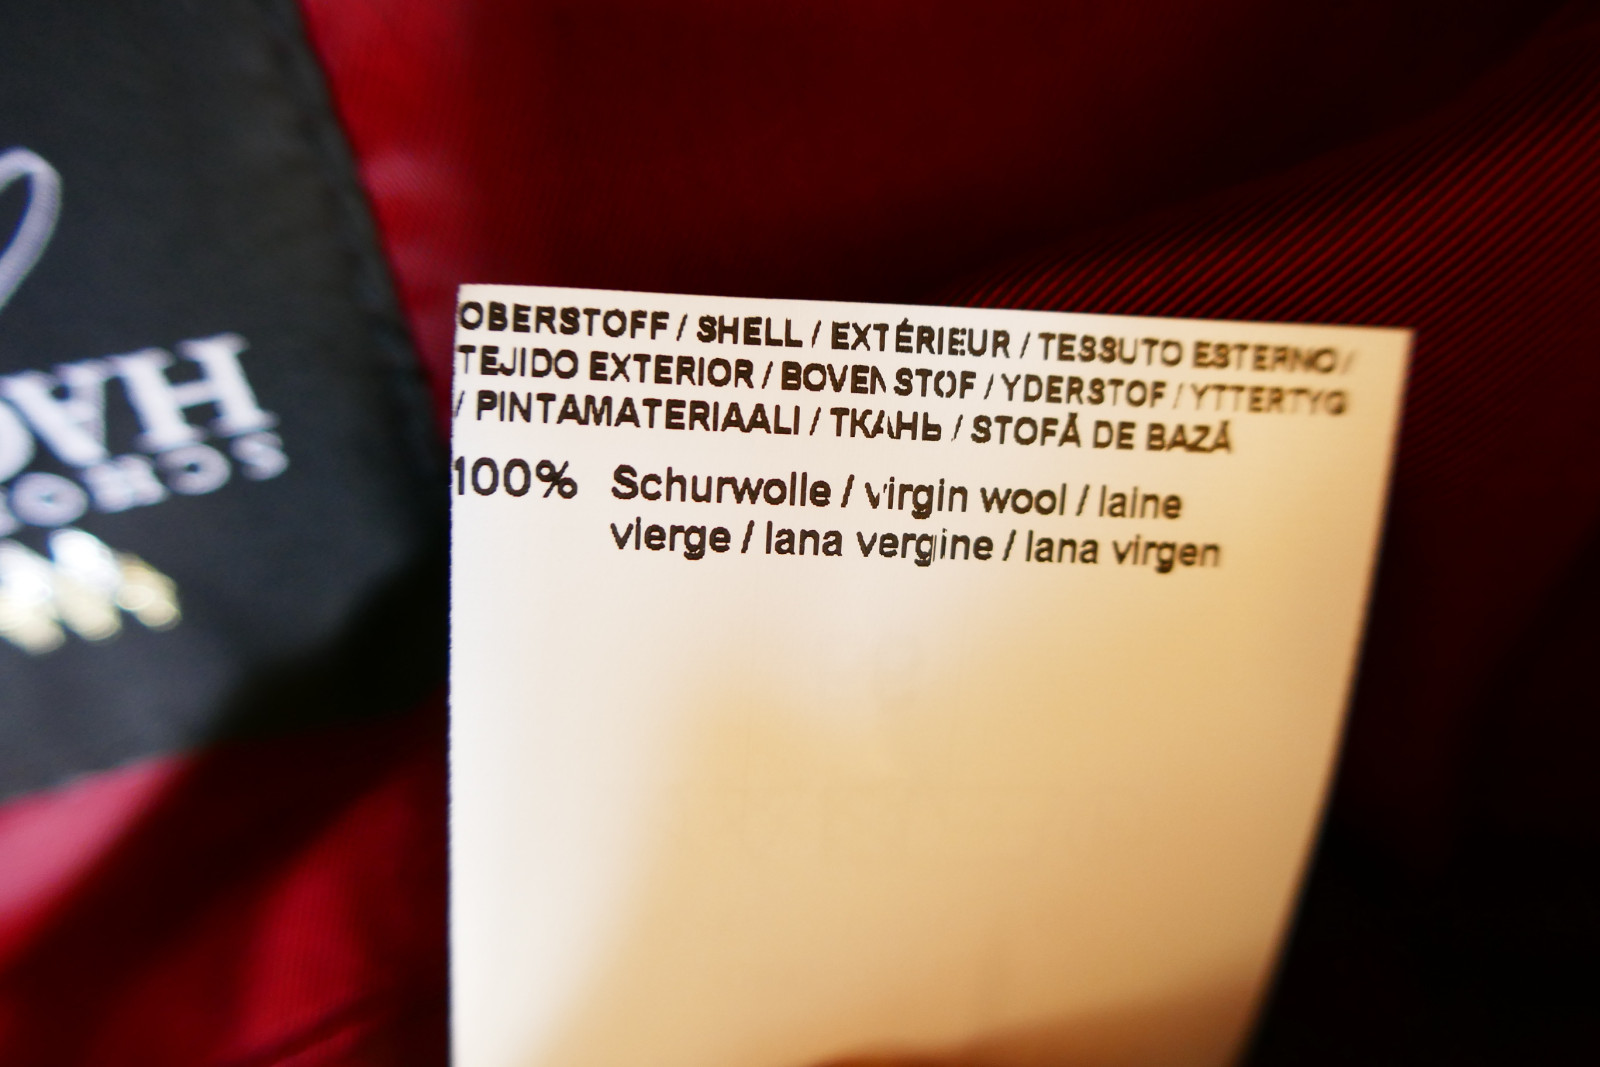 OBERSTOFF / SHELL / EXTÉRIEUR / TESSUTO ESTERNO /
TEJIDO EXTERIOR / BOVENSTOF / YDERSTOF / YTTERTYG
/ PINTAMATERIAALI / ТКАНЬ / STOFĂ DE BAZĂ
100% Schurwolle / virgin wool / laine
vierge / lana vergine / lana virgen